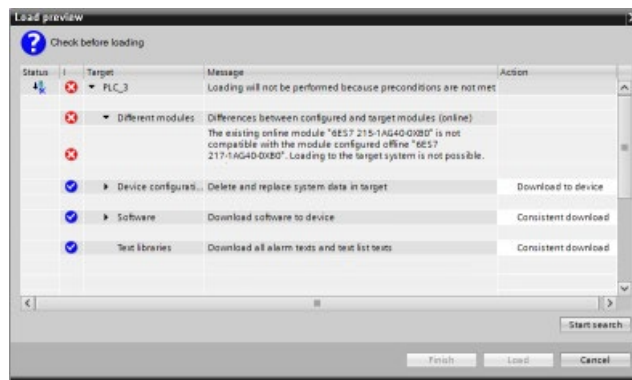 Load preview
Check before loading
Status ! Target Message Action
PLC_3 Loading will not be performed because preconditions are not met
Different modules Differences between configured and target modules (online)
The existing online module "6ES7 215-1AG40-0XB0" is not
compatible with the module configured offline "6ES7
217-1AG40-0XB0". Loading to the target system is not possible.
Device configurati... Delete and replace system data in target Download to device
Software Download software to device Consistent download
Text libraries Download all alarm texts and text list texts Consistent download
Start search
Finish Load Cancel